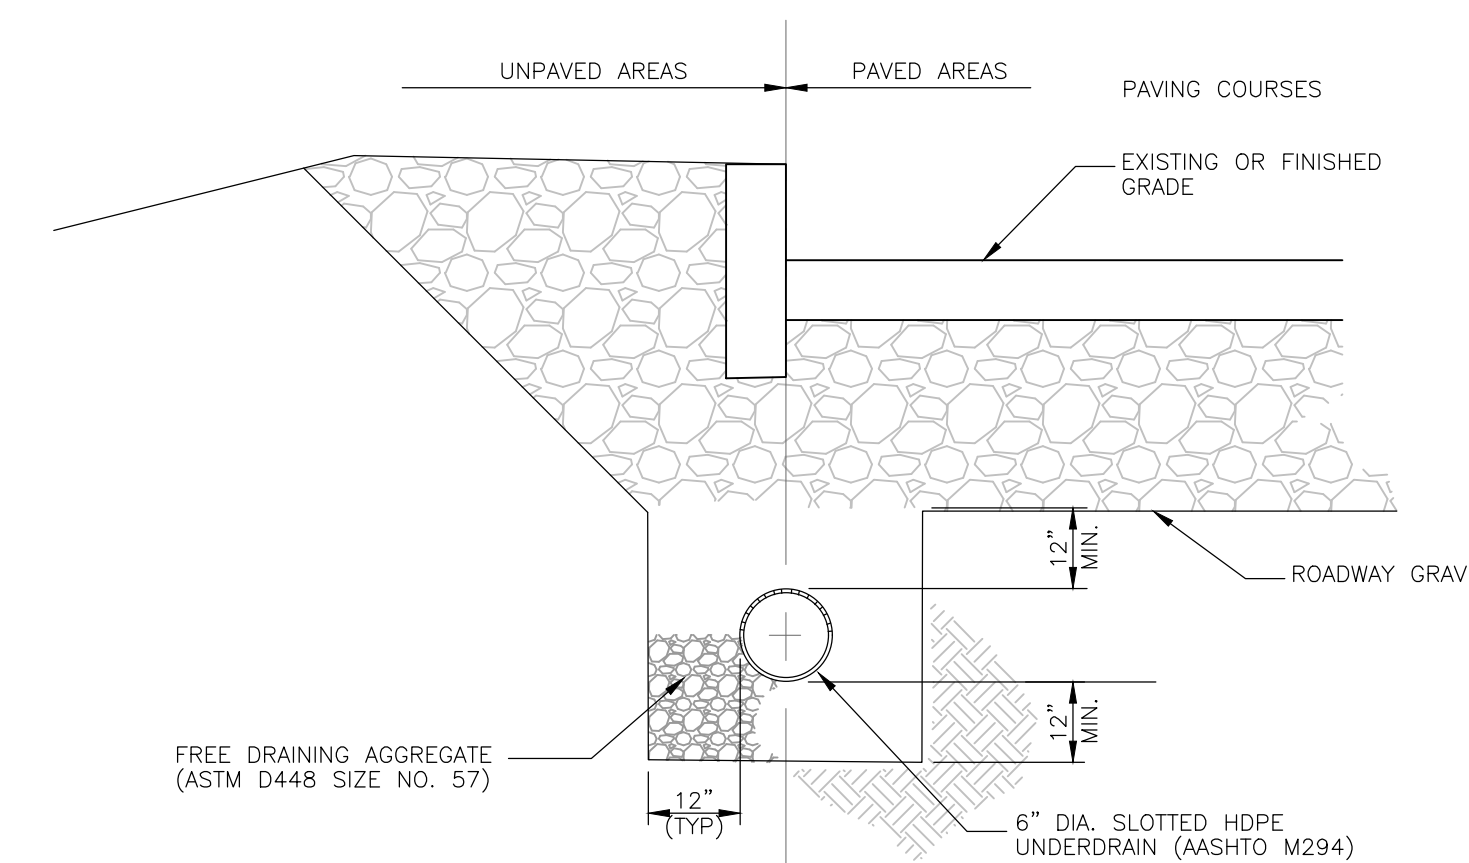 UNPAVED AREAS
PAVED AREAS
PAVING COURSES
EXISTING OR FINISHED
GRADE
12"
MIN.
ROADWAY GRAV
12"
MIN.
FREE DRAINING AGGREGATE
(ASTM D448 SIZE NO. 57)
12"
(TYP)
6" DIA. SLOTTED HDPE
UNDERDRAIN (AASHTO M294)